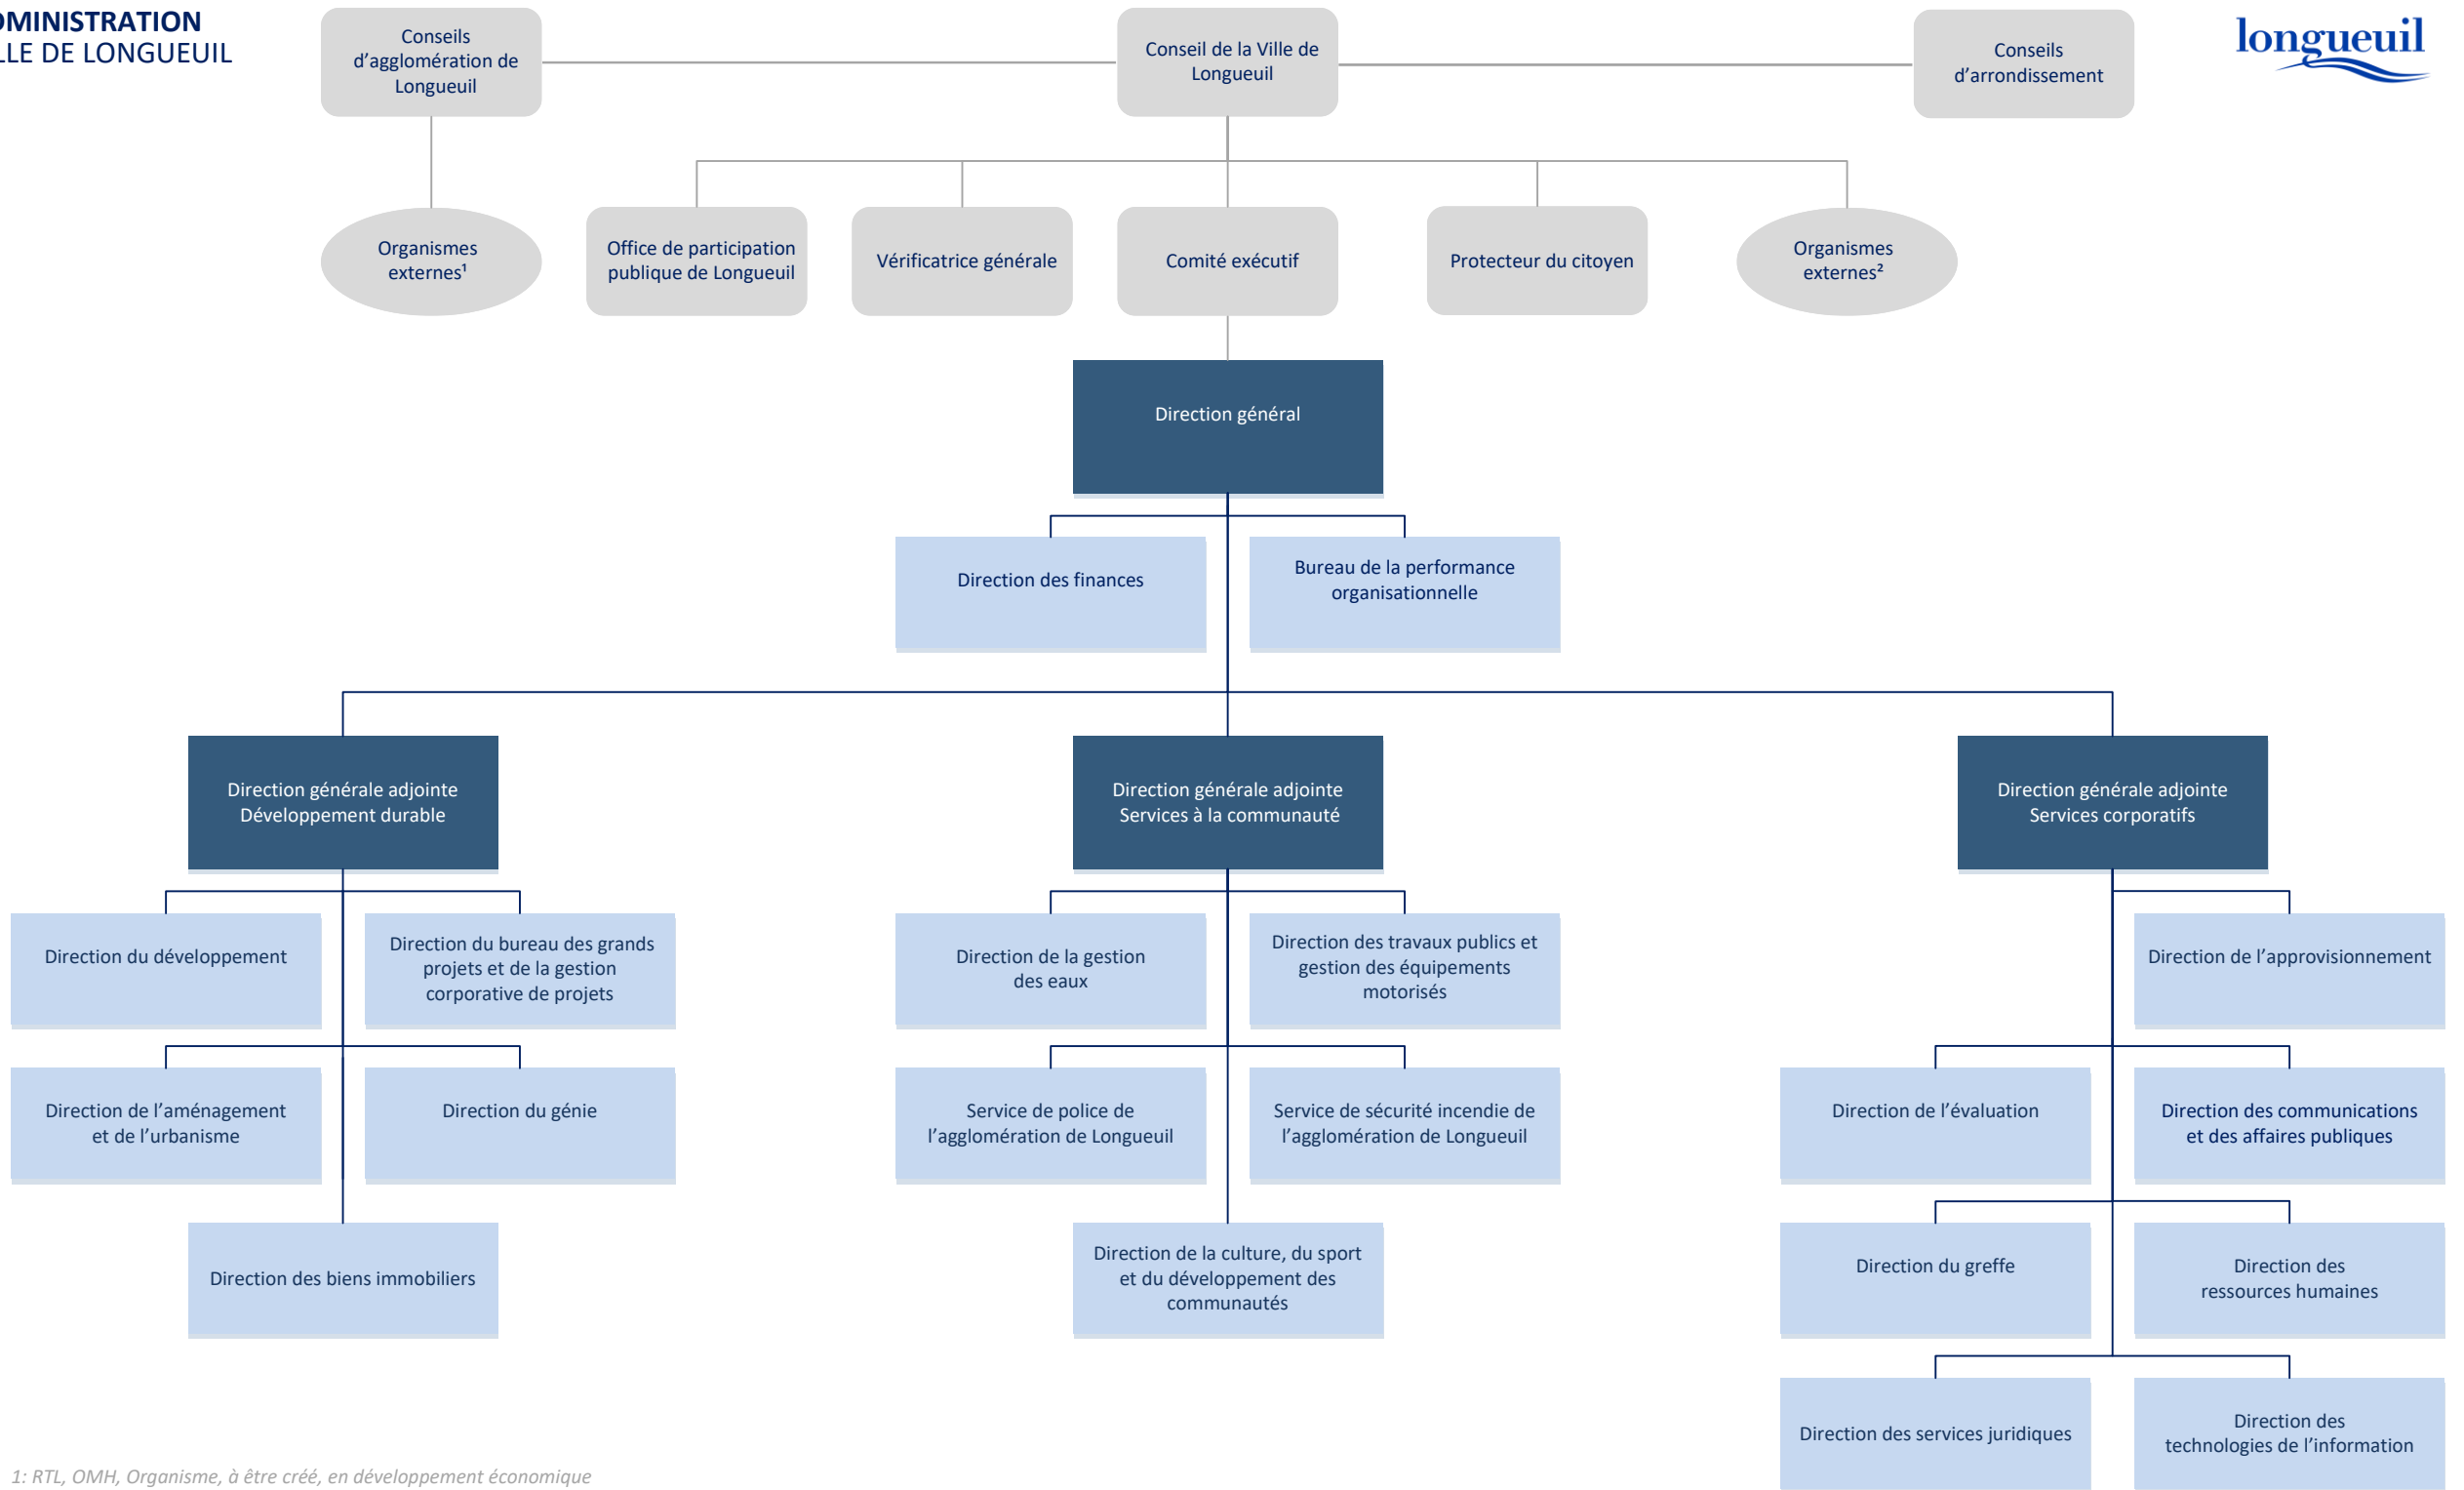 DMINISTRATION
LLE DE LONGUEUIL
Conseils
d’agglomération de
Longueuil
Conseil de la Ville de
Longueuil
Conseils
d’arrondissement
longueuil
Organismes
externes¹
Office de participation
publique de Longueuil
Vérificatrice générale
Comité exécutif
Protecteur du citoyen
Organismes
externes²
Direction général
Direction des finances
Bureau de la performance
organisationnelle
Direction générale adjointe
Développement durable
Direction générale adjointe
Services à la communauté
Direction générale adjointe
Services corporatifs
Direction du développement
Direction du bureau des grands
projets et de la gestion
corporative de projets
Direction de la gestion
des eaux
Direction des travaux publics et
gestion des équipements
motorisés
Direction de l’approvisionnement
Direction de l’aménagement
et de l’urbanisme
Direction du génie
Service de police de
l’agglomération de Longueuil
Service de sécurité incendie de
l’agglomération de Longueuil
Direction de l’évaluation
Direction des communications
et des affaires publiques
Direction des biens immobiliers
Direction de la culture, du sport
et du développement des
communautés
Direction du greffe
Direction des
ressources humaines
Direction des services juridiques
Direction des
technologies de l’information
1: RTL, OMH, Organisme, à être créé, en développement économique